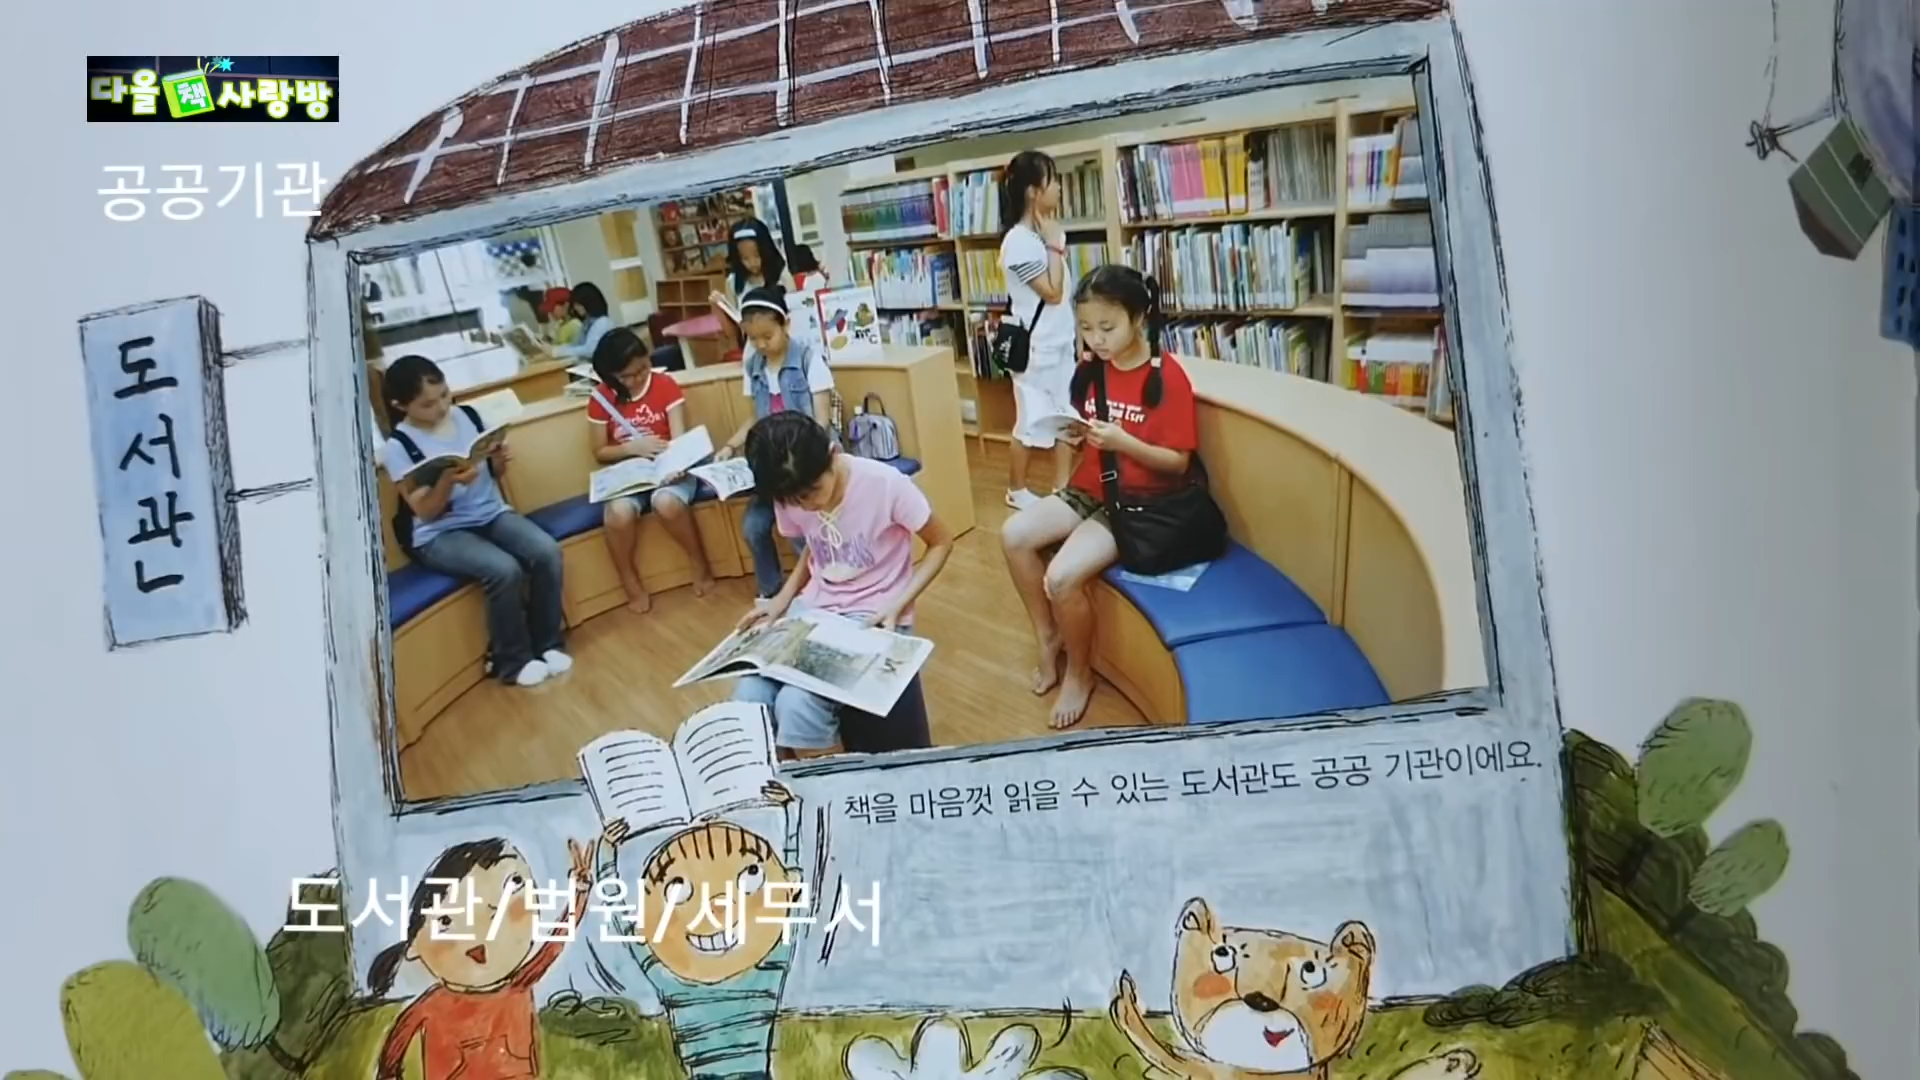 다올책사랑방
공공기관
도서관
책을 마음껏 읽을 수 있는 도서관도 공공 기관이에요.
도서관/법원/세무서